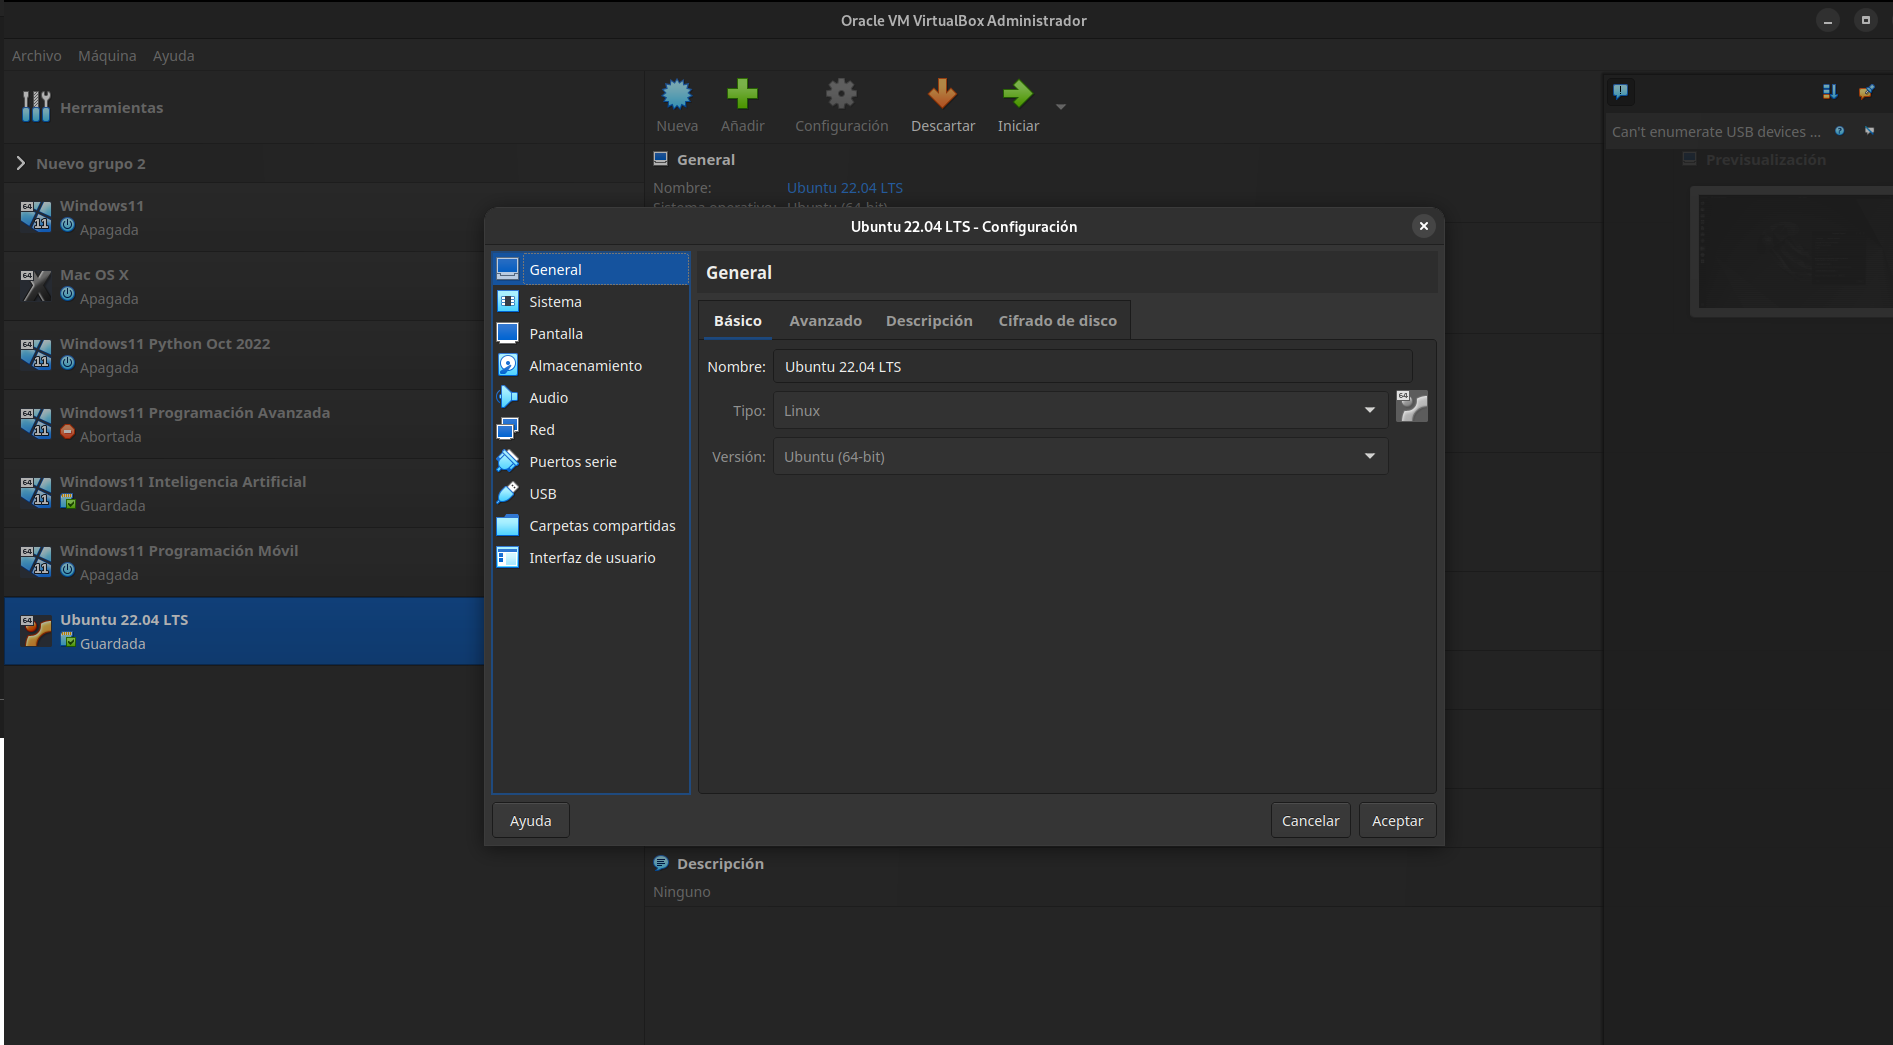 Oracle VM VirtualBox Administrador
Archivo Máquina Ayuda
Herramientas
Nueva Añadir Configuración Descartar Iniciar
Can't enumerate USB devices ...
Nuevo grupo 2
General
Previsualización
Nombre: Ubuntu 22.04 LTS
Sistema operativo: Ubuntu (64-bit)
Windows11
Apagada
Mac OS X
Apagada
Windows11 Python Oct 2022
Apagada
Windows11 Programación Avanzada
Abortada
Windows11 Inteligencia Artificial
Guardada
Windows11 Programación Móvil
Apagada
Ubuntu 22.04 LTS
Guardada
Ubuntu 22.04 LTS - Configuración
General
Sistema
Pantalla
Almacenamiento
Audio
Red
Puertos serie
USB
Carpetas compartidas
Interfaz de usuario
General
Básico Avanzado Descripción Cifrado de disco
Nombre: Ubuntu 22.04 LTS
Tipo: Linux
64
Versión: Ubuntu (64-bit)
Ayuda Cancelar Aceptar
Descripción
Ninguno